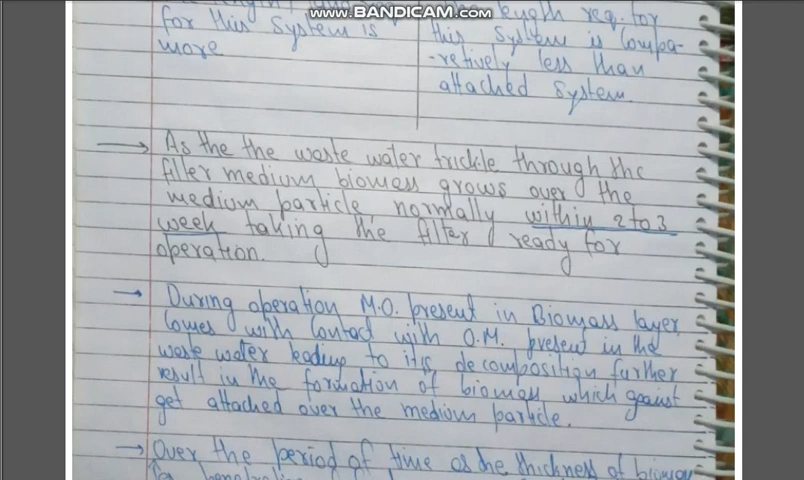 www.BANDICAM.com
for this system is
more
length req. for
this system is compa-
-retively less than
attached system.
→ As the the waste water trickle through the
filter medium biomass grows over the
medium particle normally within 2 to 3
week taking the filter ready for
operation.
→ During operation M.O. present in Biomass layer
comes with contact with O.M. present in the
waste water leading to its decomposition further
result in the formation of biomass which
get attached over the medium particle.
→ Over the period of time as the thickness of biomass